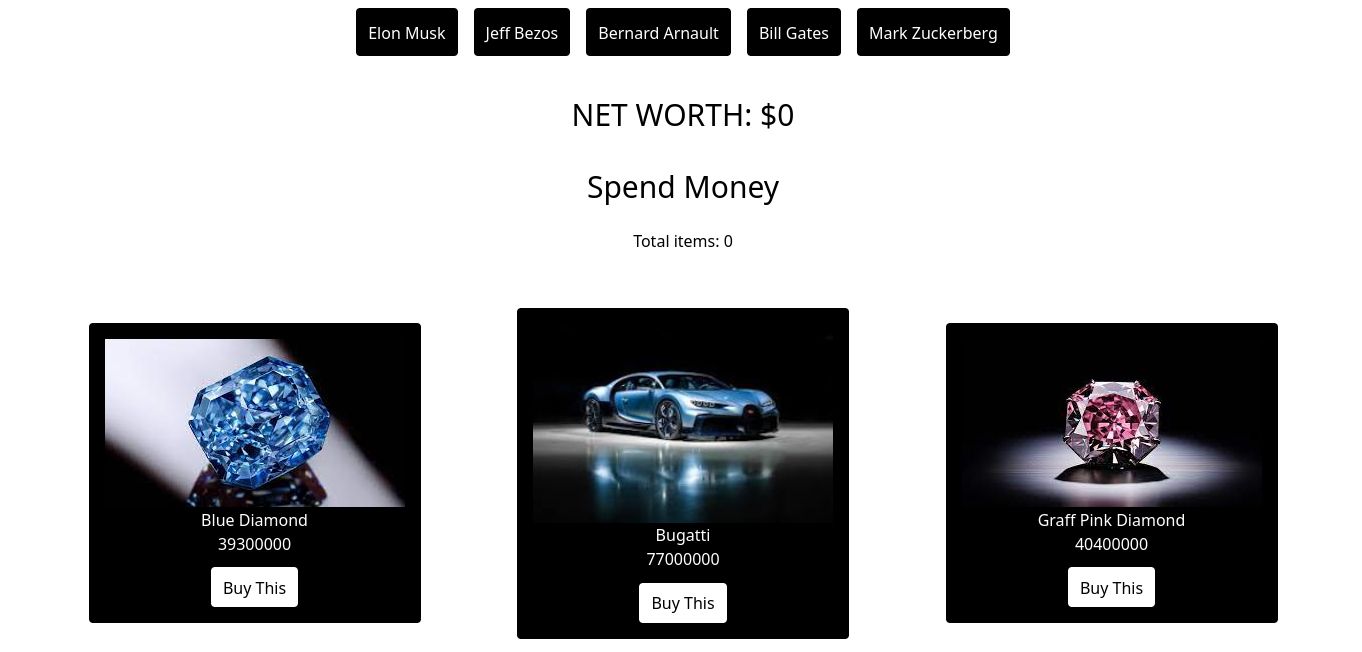 Elon Musk Jeff Bezos Bernard Arnault Bill Gates Mark Zuckerberg
NET WORTH: $0
Spend Money
Total items: 0
Blue Diamond
39300000
Buy This
Bugatti
77000000
Buy This
Graff Pink Diamond
40400000
Buy This